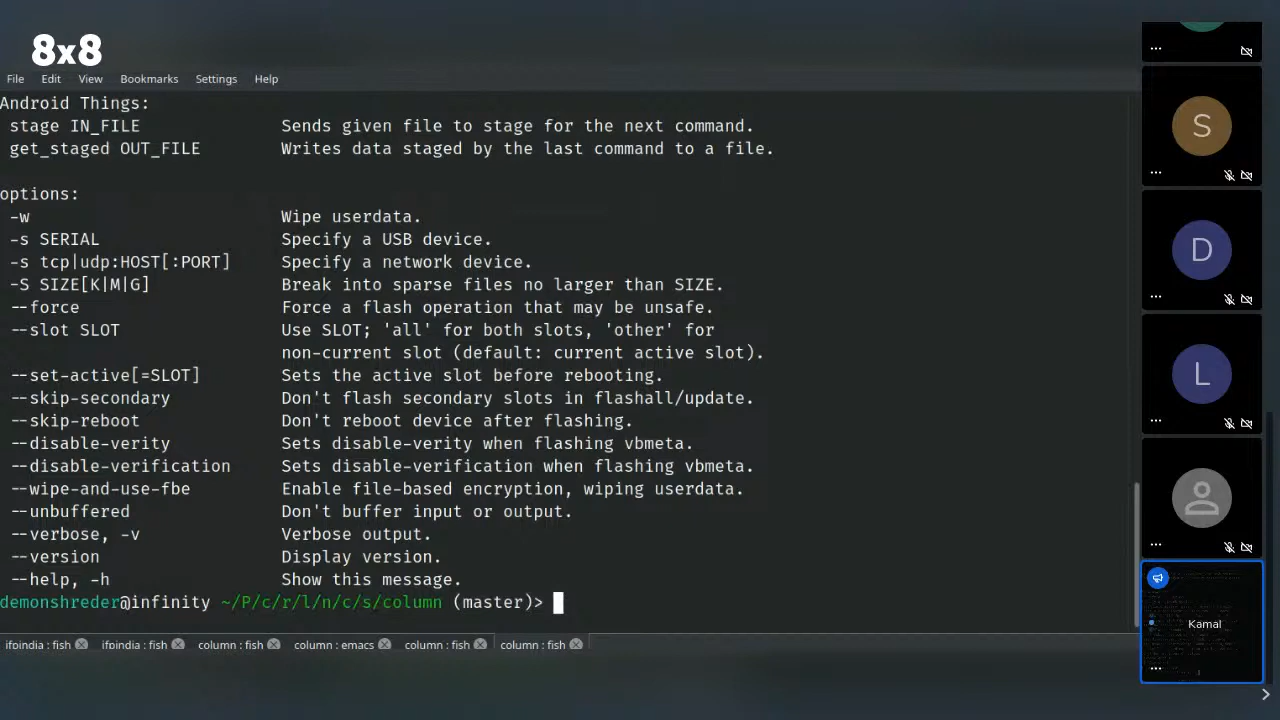 8x8
File Edit View Bookmarks Settings Help
Android Things:
stage IN_FILE Sends given file to stage for the next command.
get_staged OUT_FILE Writes data staged by the last command to a file.
options:
-w Wipe userdata.
-s SERIAL Specify a USB device.
-s tcp|udp:HOST[:PORT] Specify a network device.
-S SIZE[K|M|G] Break into sparse files no larger than SIZE.
--force Force a flash operation that may be unsafe.
--slot SLOT Use SLOT; 'all' for both slots, 'other' for
non-current slot (default: current active slot).
--set-active[=SLOT] Sets the active slot before rebooting.
--skip-secondary Don't flash secondary slots in flashall/update.
--skip-reboot Don't reboot device after flashing.
--disable-verity Sets disable-verity when flashing vbmeta.
--disable-verification Sets disable-verification when flashing vbmeta.
--wipe-and-use-fbe Enable file-based encryption, wiping userdata.
--unbuffered Don't buffer input or output.
--verbose, -v Verbose output.
--version Display version.
--help, -h Show this message.
demonshreder@infinity ~/P/c/r/l/n/c/s/column (master)>
ifoindia : fish ifoindia : fish column : fish column : emacs column : fish column : fish
S
D
L
Kamal